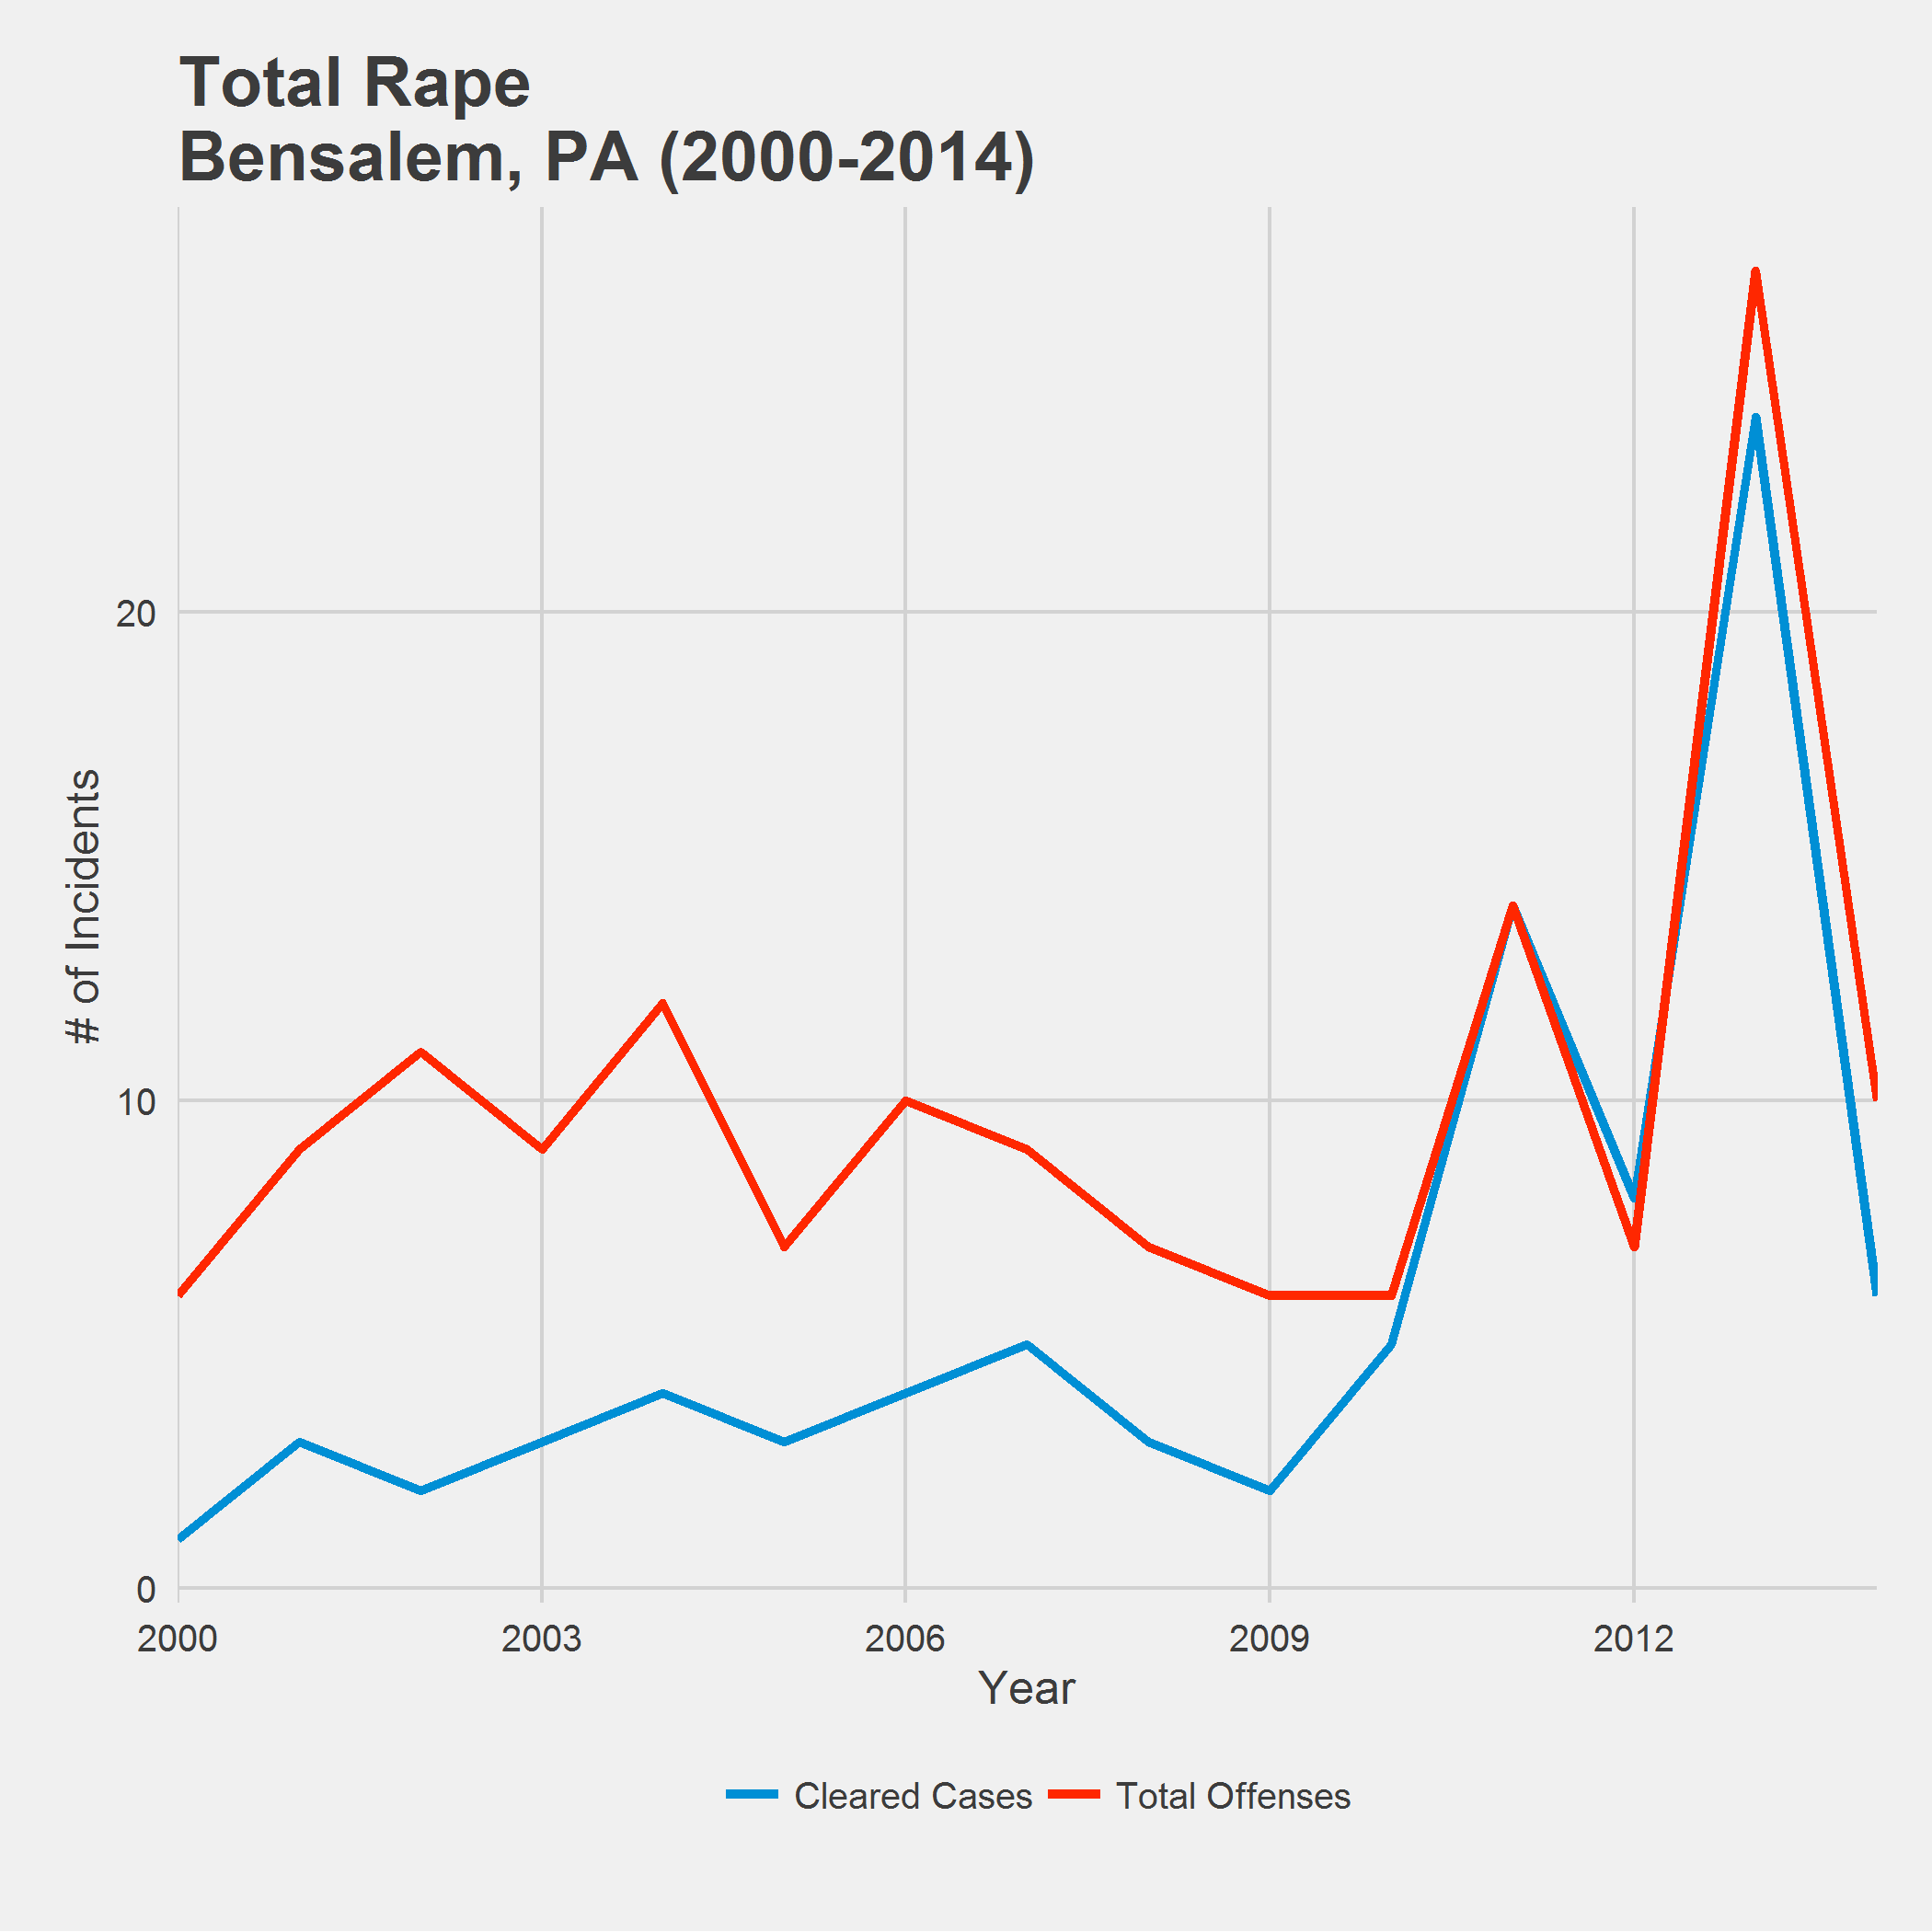 Total Rape
Bensalem, PA (2000-2014)
# of Incidents
20
10
0
2000 2003 2006 2009 2012
Year
Cleared Cases Total Offenses